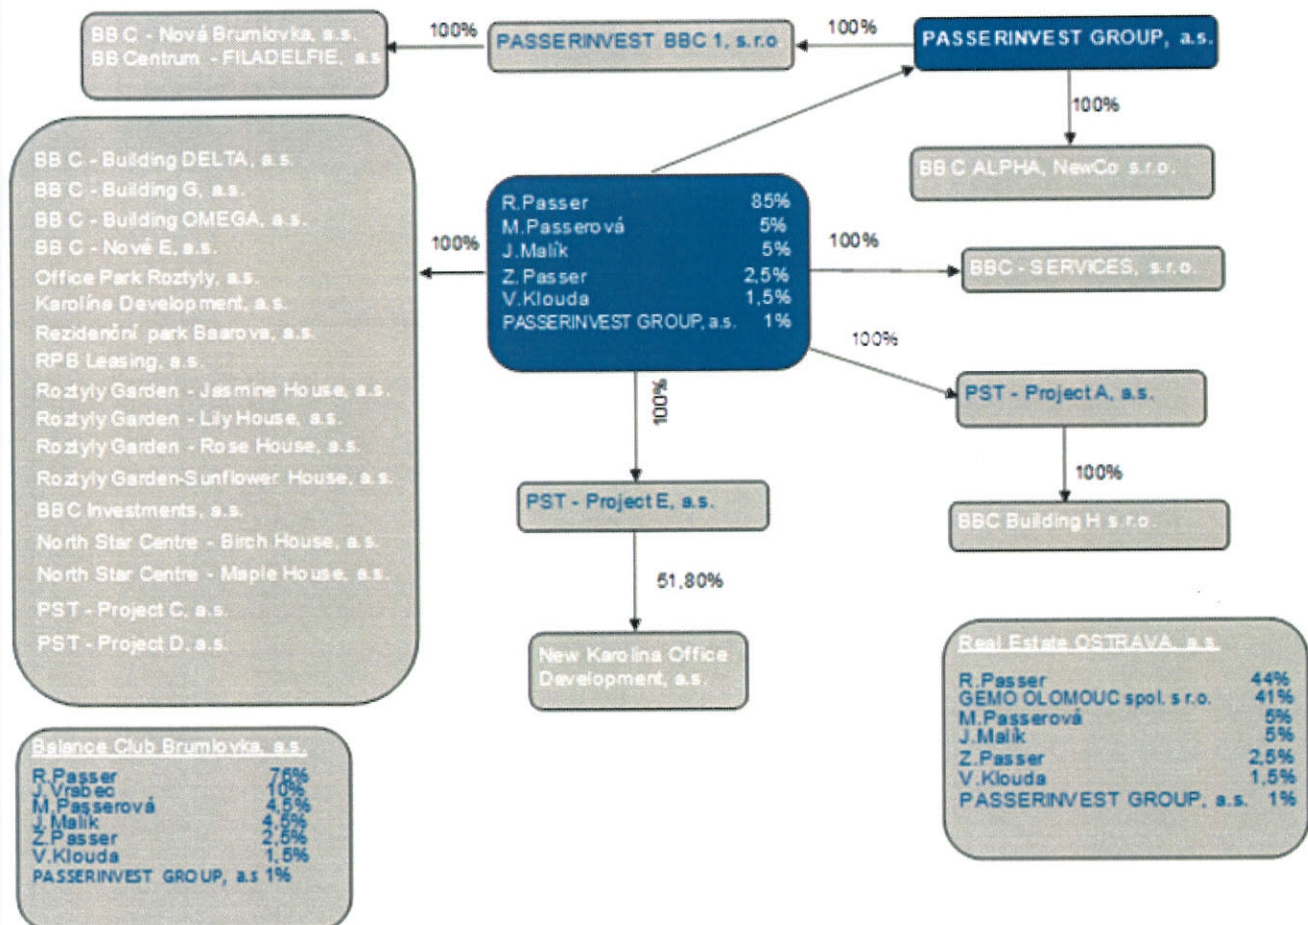 BB C - Nová Brumlovka, a.s.
BB Centrum - FILADELFIE, a.s
100%
PASSERINVEST BBC 1, s.r.o
100%
PASSERINVEST GROUP, a.s.
100%
BB C ALPHA, NewCo s.r.o.
BB C - Building DELTA, a.s.
BB C - Building G, a.s.
BB C - Building OMEGA, a.s.
BB C - Nové E, a.s.
Office Park Roztyly, a.s.
Karolína Development, a.s.
Rezidenční park Baarova, a.s.
RPB Leasing, a.s.
Roztyly Garden - Jasmine House, a.s.
Roztyly Garden - Lily House, a.s.
Roztyly Garden - Rose House, a.s.
Roztyly Garden-Sunflower House, a.s.
BBC Investments, a.s.
North Star Centre - Birch House, a.s.
North Star Centre - Maple House, a.s.
PST - Project C, a.s.
PST - Project D, a.s.
100%
R.Passer 85%
M.Passerová 5%
J.Malík 5%
Z.Passer 2,5%
V.Klouda 1,5%
PASSERINVEST GROUP, a.s. 1%
100%
BBC - SERVICES, s.r.o.
100%
PST - Project A, a.s.
100%
BBC Building H s.r.o.
100%
PST - Project E, a.s.
51,80%
New Karolina Office
Development, a.s.
Real Estate OSTRAVA, a.s.
R.Passer 44%
GEMO OLOMOUC spol. s r.o. 41%
M.Passerová 5%
J.Malík 5%
Z.Passer 2,5%
V.Klouda 1,5%
PASSERINVEST GROUP, a.s. 1%
Balance Club Brumlovka, a.s.
R.Passer 75%
J.Vrabec 10%
M.Passerová 4,5%
J.Malík 4,5%
Z.Passer 2,5%
V.Klouda 1,5%
PASSERINVEST GROUP, a.s 1%